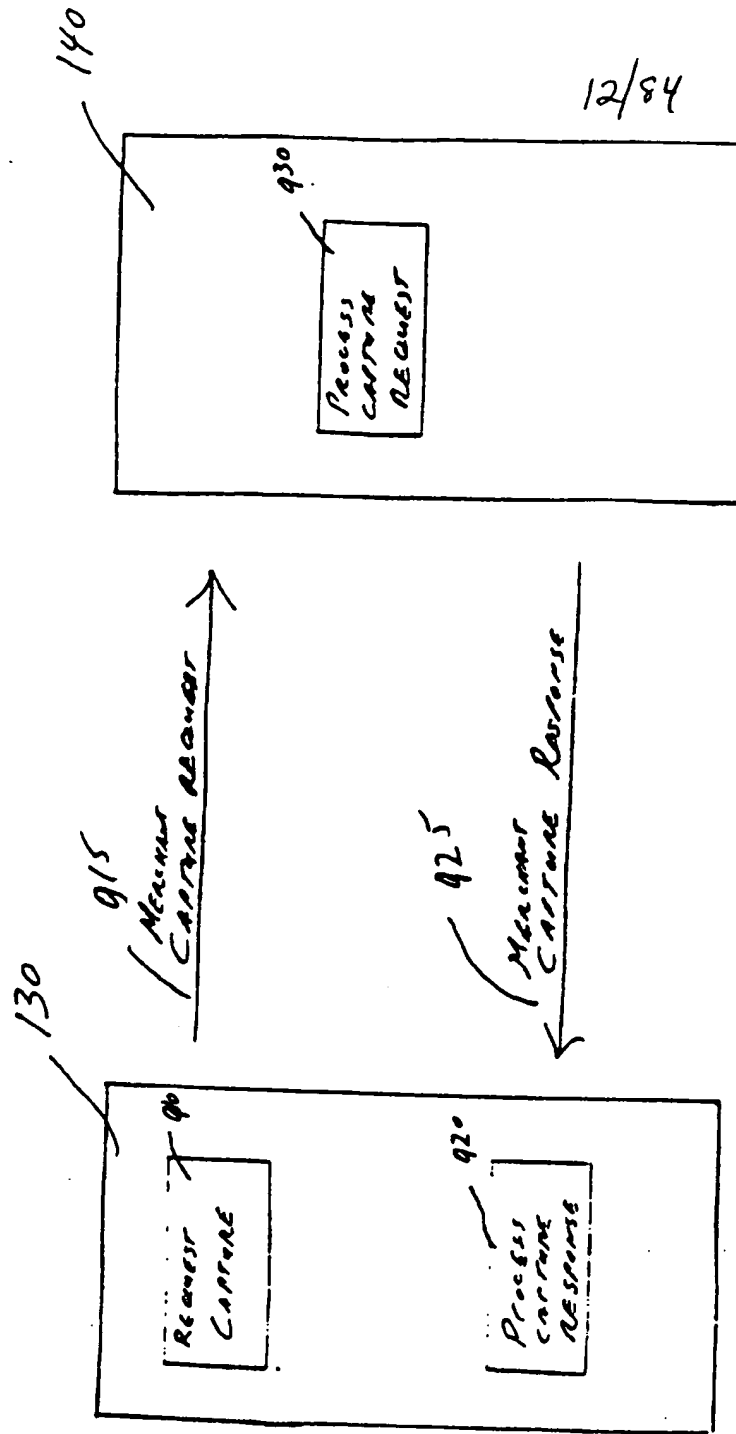 130
REQUEST
CAPTURE
910
PROCESS
CAPTURE
RESPONSE
920
915
MERCHANT
CAPTURE REQUEST
925
MERCHANT
CAPTURE RESPONSE
140
PROCESS
CAPTURE
REQUEST
930
12/84